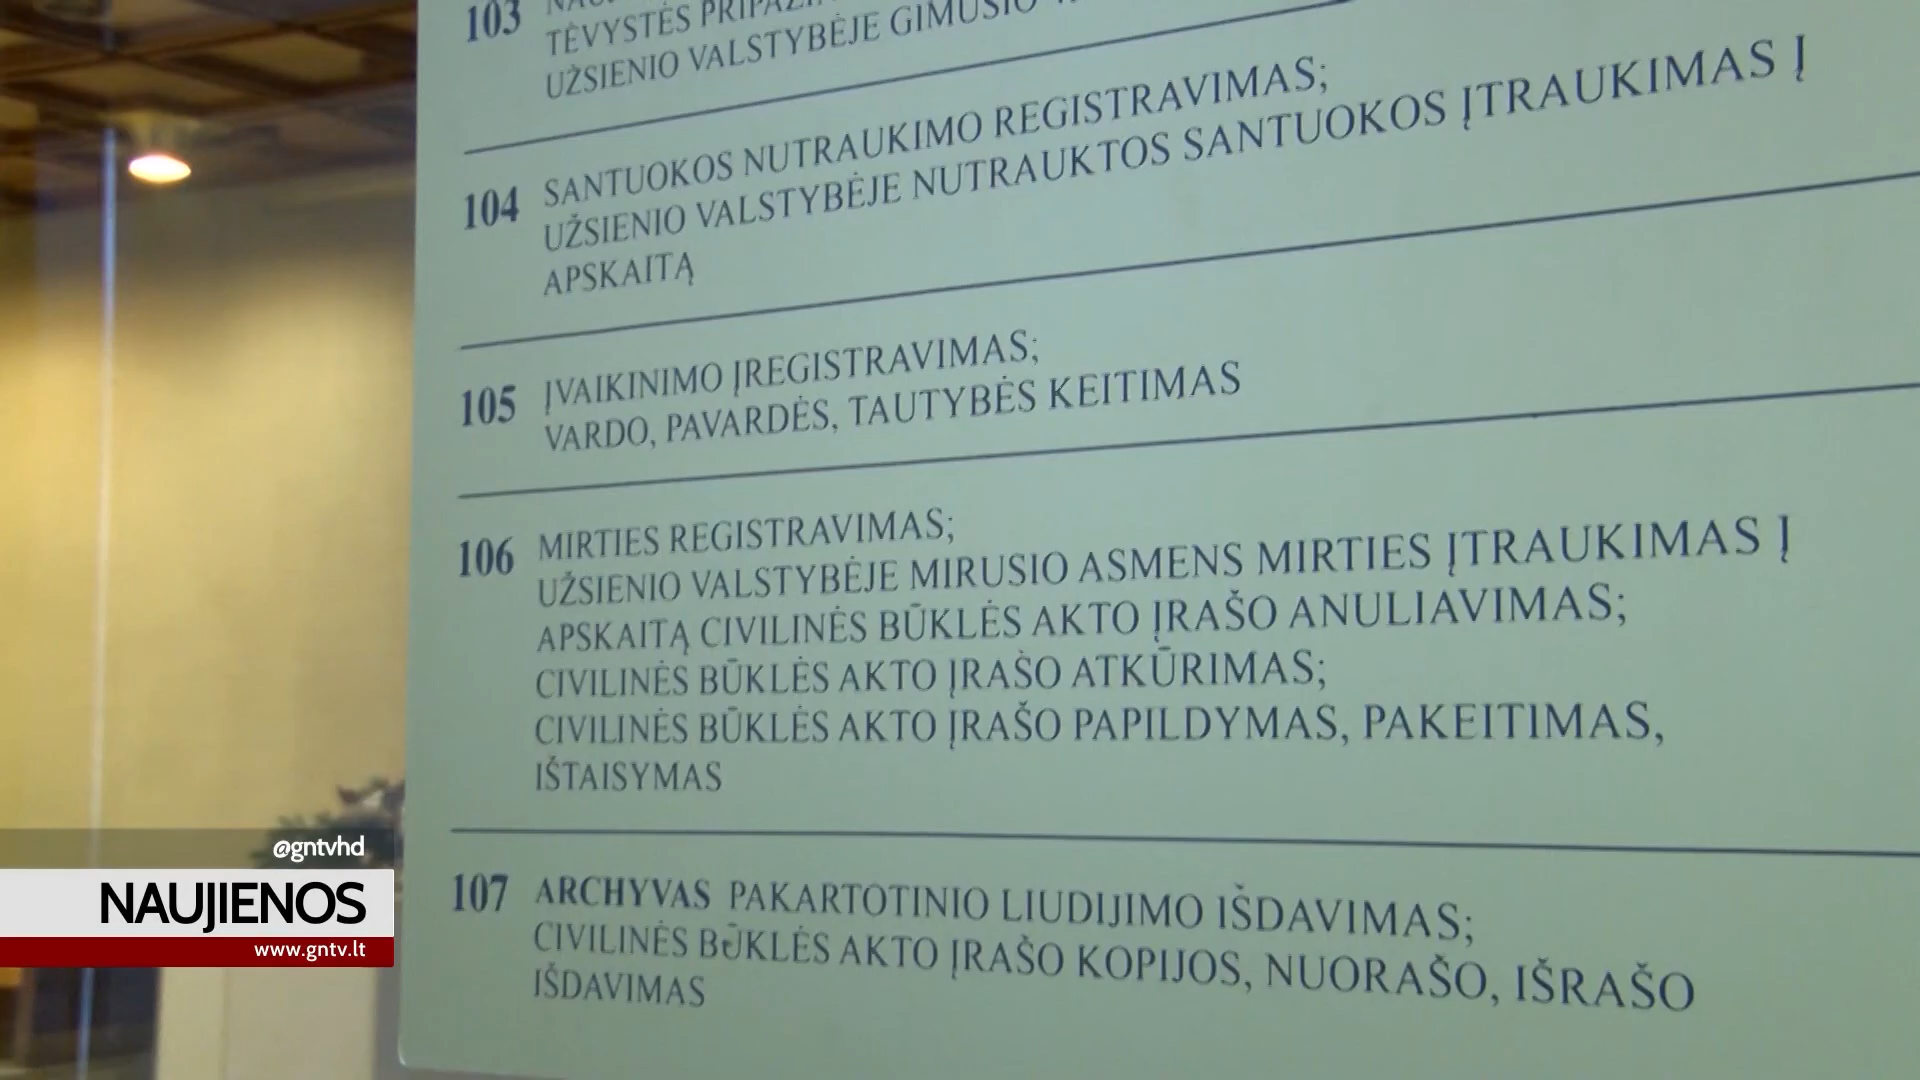 103
TĖVYSTĖS
UŽSIENIO VALSTYBĖJE GIMUSIO
104 SANTUOKOS NUTRAUKIMO REGISTRAVIMAS;
UŽSIENIO VALSTYBĖJE NUTRAUKTOS SANTUOKOS ĮTRAUKIMAS Į
APSKAITĄ
105 ĮVAIKINIMO ĮREGISTRAVIMAS;
VARDO, PAVARDĖS, TAUTYBĖS KEITIMAS
106 MIRTIES REGISTRAVIMAS;
UŽSIENIO VALSTYBĖJE MIRUSIO ASMENS MIRTIES ĮTRAUKIMAS Į
APSKAITĄ CIVILINĖS BŪKLĖS AKTO ĮRAŠO ANULIAVIMAS;
CIVILINĖS BŪKLĖS AKTO ĮRAŠO ATKŪRIMAS;
CIVILINĖS BŪKLĖS AKTO ĮRAŠO PAPILDYMAS, PAKEITIMAS,
IŠTAISYMAS
107 ARCHYVAS PAKARTOTINIO LIUDIJIMO IŠDAVIMAS;
CIVILINĖS BŪKLĖS AKTO ĮRAŠO KOPIJOS, NUORAŠO, IŠRAŠO
IŠDAVIMAS
@gntvhd
NAUJIENOS
www.gntv.lt